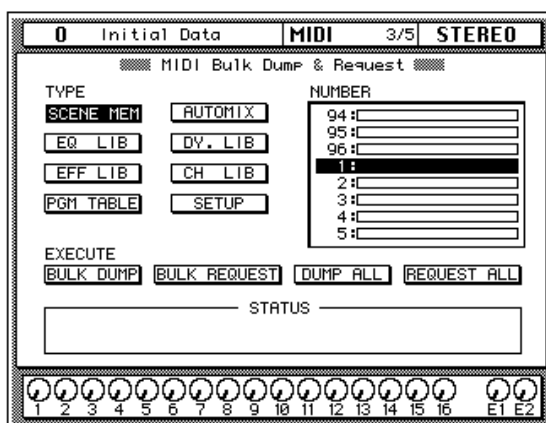 0 Initial Data MIDI 3/5 STEREO
MIDI Bulk Dump & Request
TYPE
SCENE MEM AUTOMIX
EQ LIB DY. LIB
EFF LIB CH LIB
PGM TABLE SETUP
NUMBER
94:
95:
96:
1:
2:
3:
4:
5:
EXECUTE
BULK DUMP BULK REQUEST DUMP ALL REQUEST ALL
STATUS
1 2 3 4 5 6 7 8 9 10 11 12 13 14 15 16 E1 E2